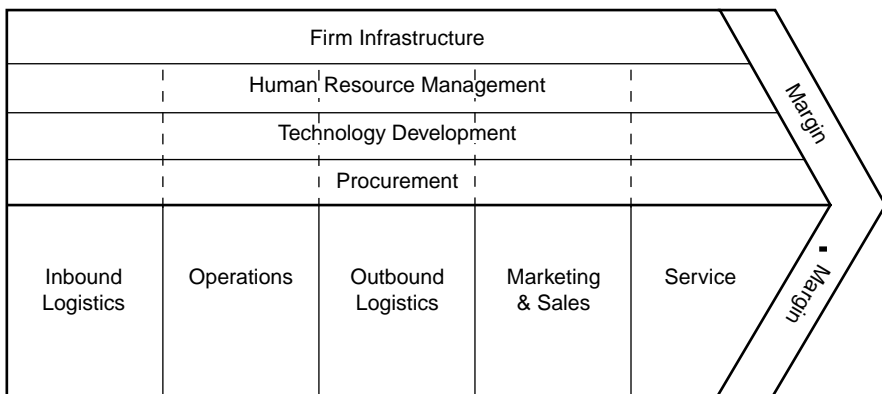 Firm Infrastructure
Human Resource Management
Technology Development
Procurement
Margin
Inbound
Logistics
Operations
Outbound
Logistics
Marketing
& Sales
Service
Margin